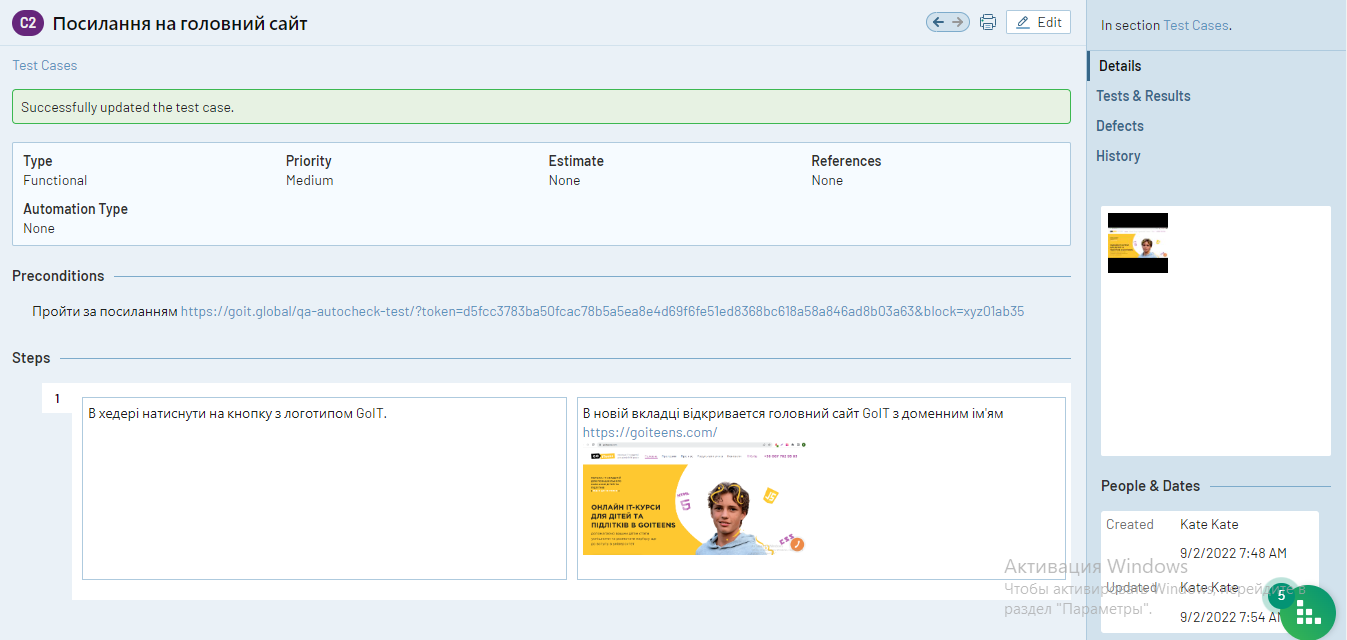 C2 Посилання на головний сайт
Edit
In section Test Cases.
Test Cases
Details
Tests & Results
Defects
History
Successfully updated the test case.
Type Priority Estimate References
Functional Medium None None
Automation Type
None
Preconditions
Пройти за посиланням https://goit.global/qa-autocheck-test/?token=d5fcc3783ba50fcac78b5a5ea8e4d69f6fe51ed8368bc618a58a846ad8b03a63&block=xyz01ab35
Steps
1
В хедері натиснути на кнопку з логотипом GoIT.
В новій вкладці відкривается головний сайт GoIT з доменним ім'ям
https://goiteens.com/
ОНЛАЙН ІТ-КУРСИ
ДЛЯ ДІТЕЙ ТА
ПІДЛІТКІВ В GOITEENS
HTML
JS
CSS
People & Dates
Created Kate Kate
9/2/2022 7:48 AM
Updated Kate Kate
9/2/2022 7:54 AM
Активация Windows
Чтобы активировать Windows, перейдите в
раздел "Параметры".
5